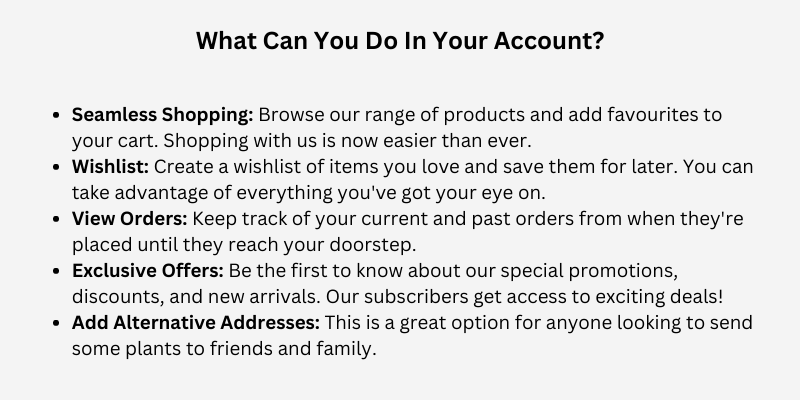 What Can You Do In Your Account?
• Seamless Shopping: Browse our range of products and add favourites to
your cart. Shopping with us is now easier than ever.
• Wishlist: Create a wishlist of items you love and save them for later. You can
take advantage of everything you've got your eye on.
• View Orders: Keep track of your current and past orders from when they're
placed until they reach your doorstep.
• Exclusive Offers: Be the first to know about our special promotions,
discounts, and new arrivals. Our subscribers get access to exciting deals!
• Add Alternative Addresses: This is a great option for anyone looking to send
some plants to friends and family.